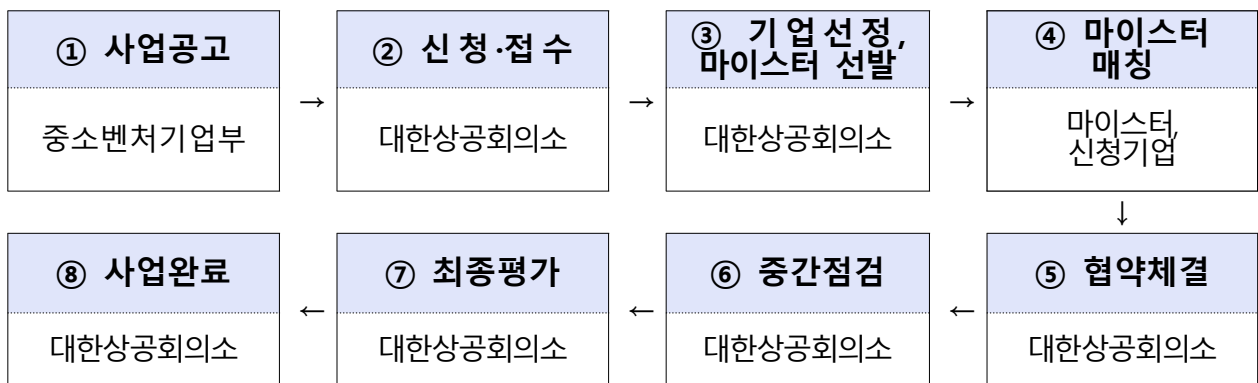 ① 사업공고
중소벤처기업부
→
② 신 청·접 수
대한상공회의소
→
③ 기 업 선 정,
마이스터 선발
대한상공회의소
→
④ 마이스터
매칭
마이스터,
신청기업
↓
⑤ 협약체결
대한상공회의소
←
⑥ 중간점검
대한상공회의소
←
⑦ 최종평가
대한상공회의소
←
⑧ 사업완료
대한상공회의소